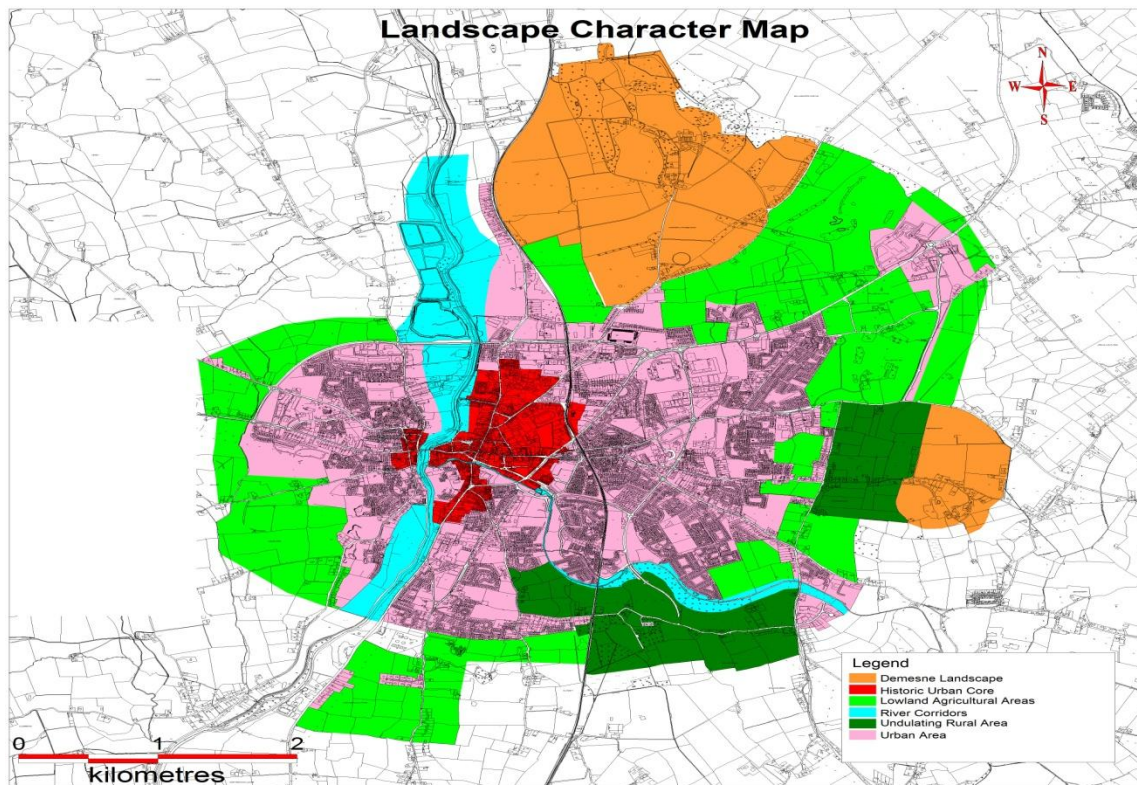 Landscape Character Map
N
W E
S
Legend
Demesne Landscape
Historic Urban Core
Lowland Agricultural Areas
River Corridors
Undulating Rural Area
Urban Area
0 1 2
kilometres